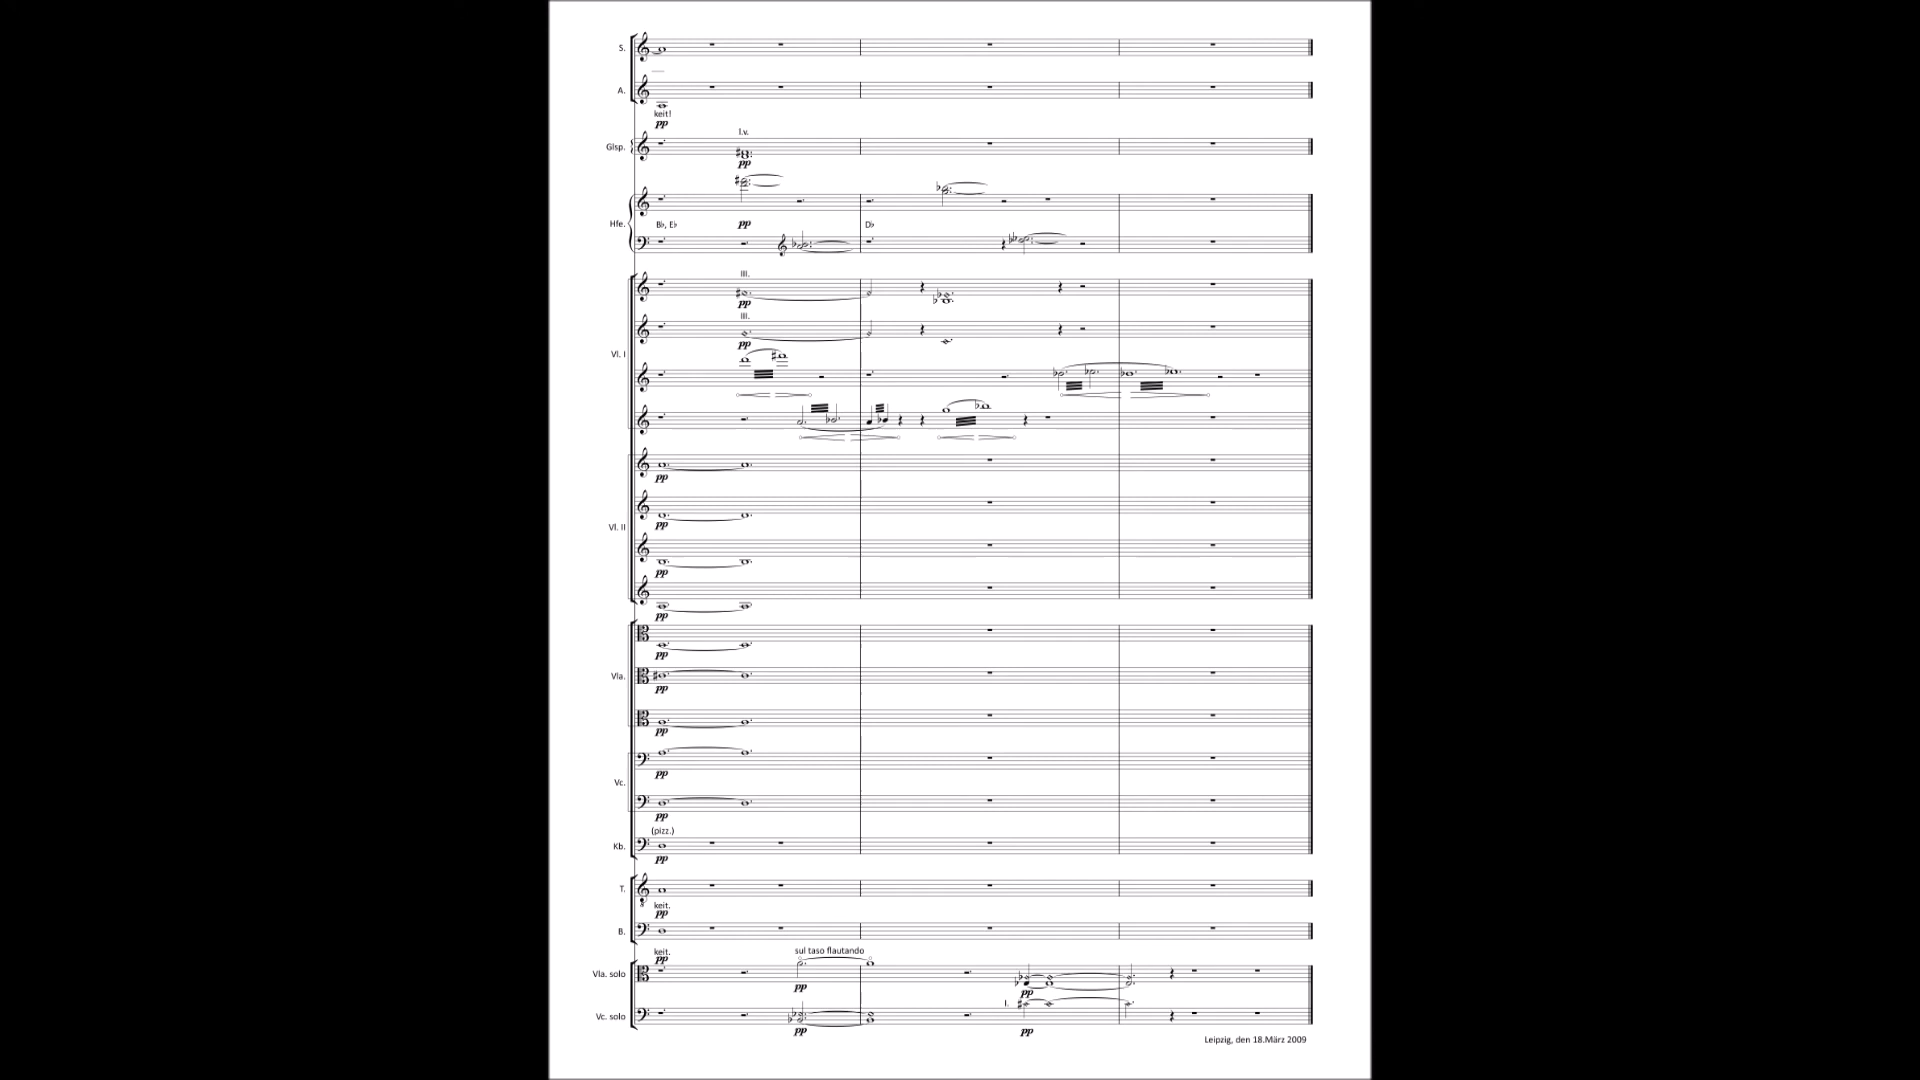 S.
A.
keit!
pp
l.v.
Glsp.
pp
Hfe.
B♭, E♭
pp
D♭
III.
pp
III.
pp
Vl. I
pp
pp
Vl. II
pp
pp
pp
Vla.
pp
pp
pp
Vc.
pp
(pizz.)
Kb.
pp
T.
keit.
pp
B.
keit.
pp
sul taso flautando
Vla. solo
pp
pp
I.
Vc. solo
pp
pp
Leipzig, den 18.März 2009